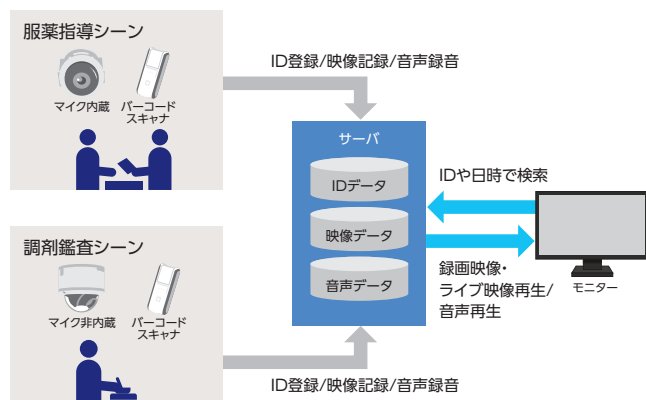 服薬指導シーン
マイク内蔵
バーコード
スキャナ
ID登録/映像記録/音声録音
サーバ
IDデータ
映像データ
音声データ
IDや日時で検索
録画映像・
ライブ映像再生/
音声再生
モニター
調剤鑑査シーン
マイク非内蔵
バーコード
スキャナ
ID登録/映像記録/音声録音